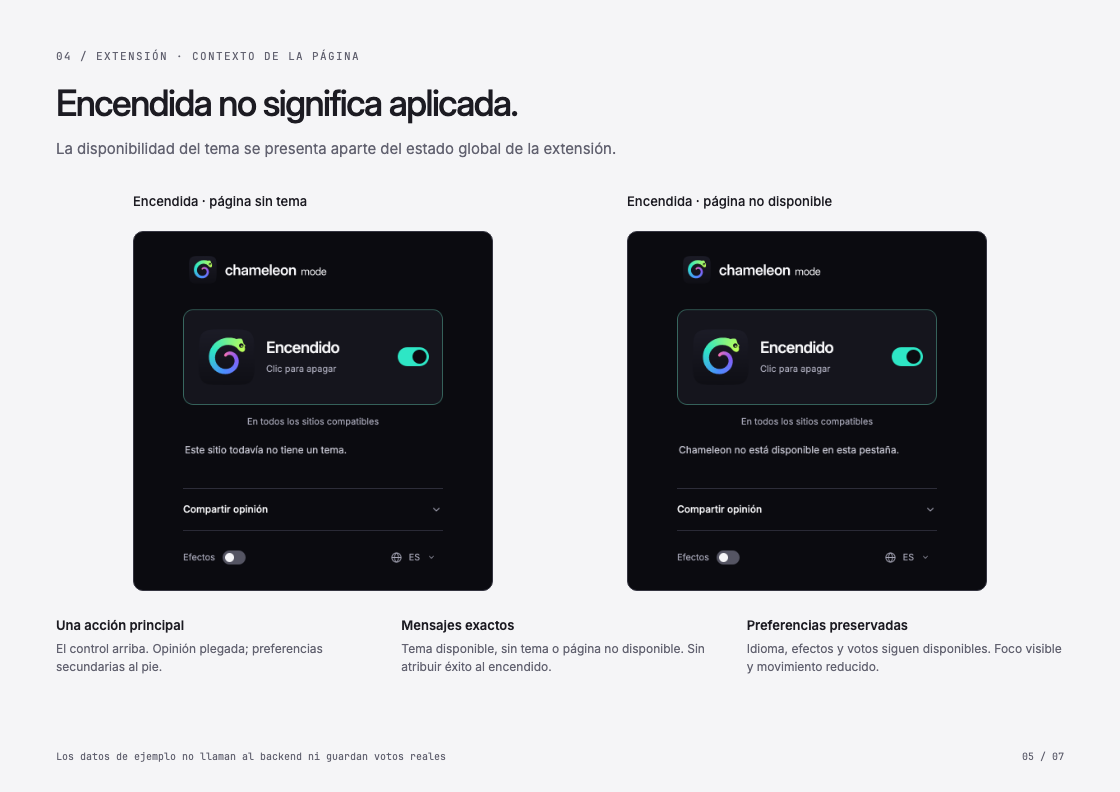 04 / EXTENSIÓN · CONTEXTO DE LA PÁGINA
Encendida no significa aplicada.
La disponibilidad del tema se presenta aparte del estado global de la extensión.
Encendida · página sin tema
chameleon mode
Encendido
Clic para apagar
En todos los sitios compatibles
Este sitio todavía no tiene un tema.
Compartir opinión
Efectos
ES
Encendida · página no disponible
chameleon mode
Encendido
Clic para apagar
En todos los sitios compatibles
Chameleon no está disponible en esta pestaña.
Compartir opinión
Efectos
ES
Una acción principal
El control arriba. Opinión plegada; preferencias
secundarias al pie.
Mensajes exactos
Tema disponible, sin tema o página no disponible. Sin
atribuir éxito al encendido.
Preferencias preservadas
Idioma, efectos y votos siguen disponibles. Foco visible
y movimiento reducido.
Los datos de ejemplo no llaman al backend ni guardan votos reales
05 / 07